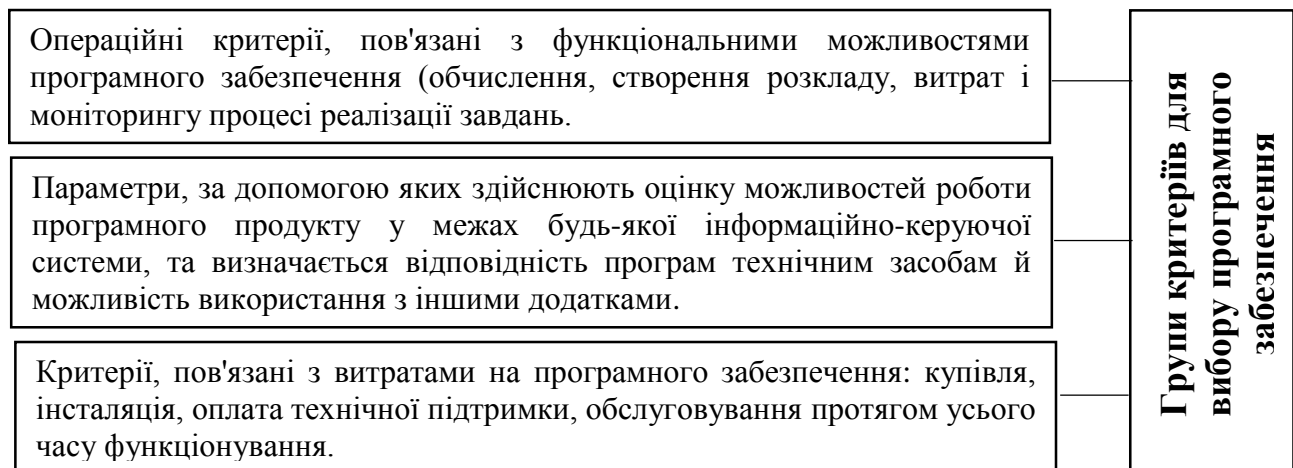 Операційні критерії, пов'язані з функціональними можливостями
програмного забезпечення (обчислення, створення розкладу, витрат і
моніторингу процесі реалізації завдань.
Параметри, за допомогою яких здійснюють оцінку можливостей роботи
програмного продукту у межах будь-якої інформаційно-керуючої
системи, та визначається відповідність програм технічним засобам й
можливість використання з іншими додатками.
Критерії, пов'язані з витратами на програмного забезпечення: купівля,
інсталяція, оплата технічної підтримки, обслуговування протягом усього
часу функціонування.
Групи критеріїв для
вибору програмного
забезпечення